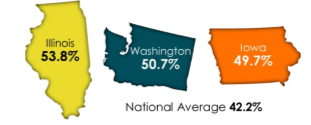 Illinois
53.8%
Washington
50.7%
Iowa
49.7%
National Average 42.2%